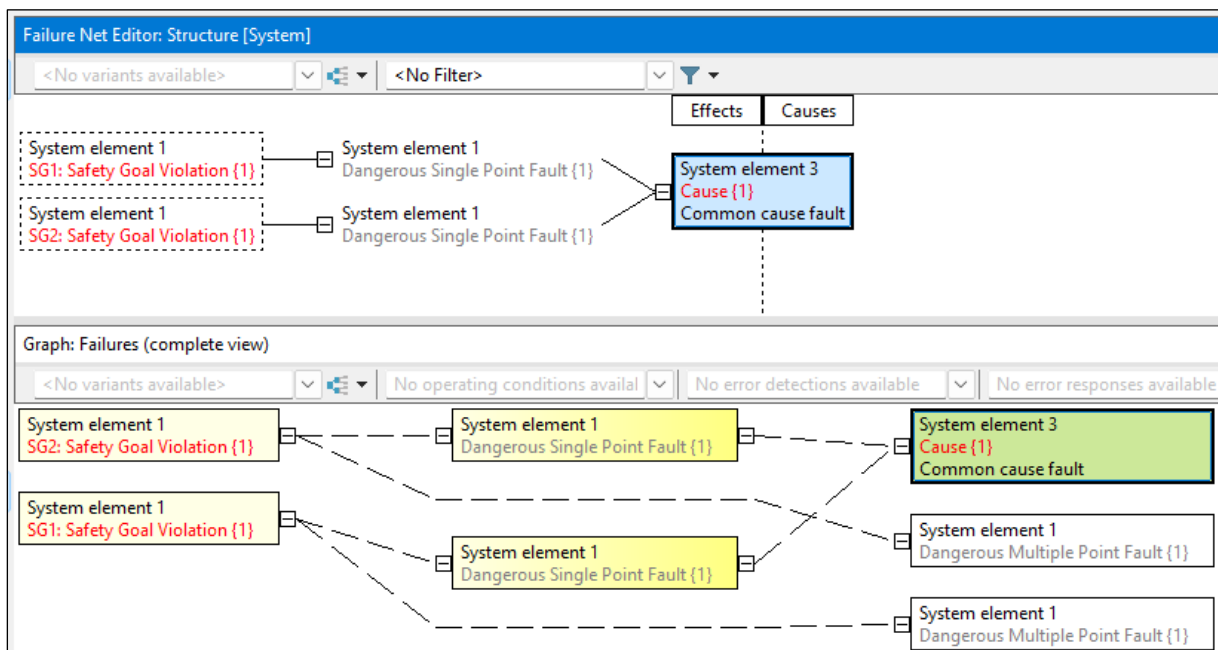 Failure Net Editor: Structure [System]
<No variants available>
<No Filter>
Effects
Causes
System element 1
SG1: Safety Goal Violation {1}
System element 1
Dangerous Single Point Fault {1}
System element 3
Cause {1}
Common cause fault
System element 1
SG2: Safety Goal Violation {1}
System element 1
Dangerous Single Point Fault {1}
Graph: Failures (complete view)
<No variants available>
No operating conditions availal
No error detections available
No error responses available
System element 1
SG2: Safety Goal Violation {1}
System element 1
Dangerous Single Point Fault {1}
System element 3
Cause {1}
Common cause fault
System element 1
SG1: Safety Goal Violation {1}
System element 1
Dangerous Single Point Fault {1}
System element 1
Dangerous Multiple Point Fault {1}
System element 1
Dangerous Multiple Point Fault {1}